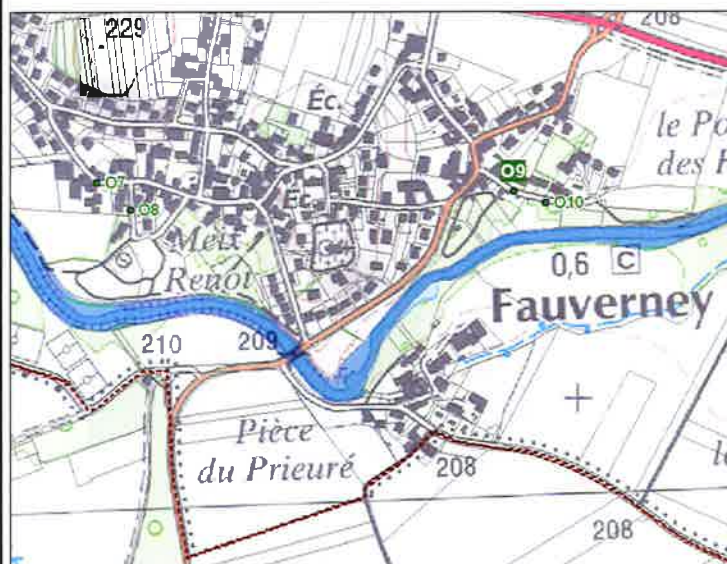 229
208
Éc.
le P
des P
O9
O7
O8
O10
Éc.
Meix
Renot
0,6 C
Fauverney
210
209
Pièce
du Prieuré
208
le
208